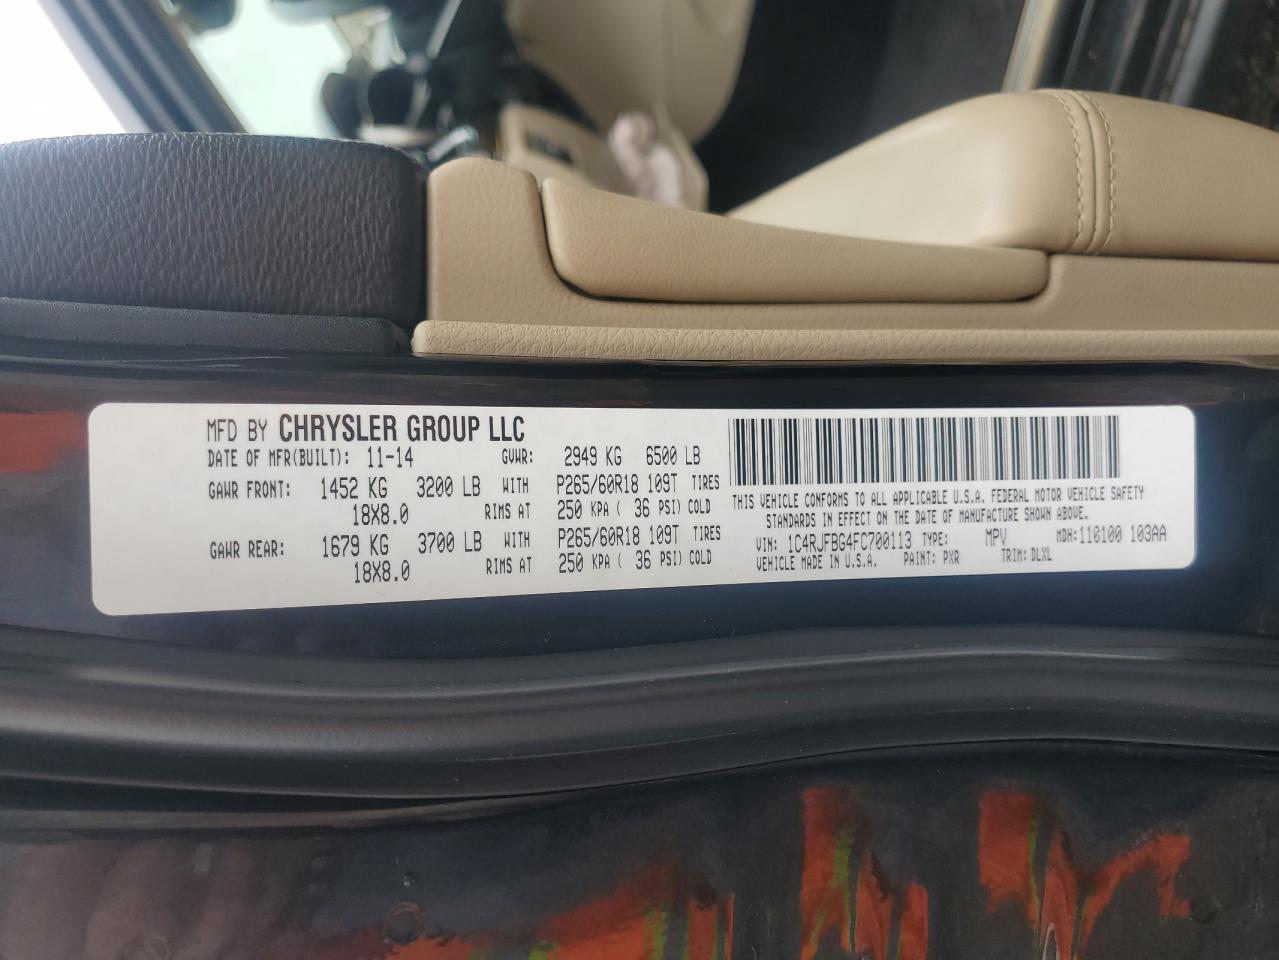 MFD BY CHRYSLER GROUP LLC
DATE OF MFR(BUILT): 11-14 GVWR: 2949 KG 6500 LB
GAWR FRONT: 1452 KG 3200 LB WITH P265/60R18 109T TIRES
18X8.0 RIMS AT 250 KPA ( 36 PSI) COLD
GAWR REAR: 1679 KG 3700 LB WITH P265/60R18 109T TIRES
18X8.0 RIMS AT 250 KPA ( 36 PSI) COLD
THIS VEHICLE CONFORMS TO ALL APPLICABLE U.S.A. FEDERAL MOTOR VEHICLE SAFETY
STANDARDS IN EFFECT ON THE DATE OF MANUFACTURE SHOWN ABOVE.
VIN: 1C4RJFBG4FC700113 TYPE: MPV MDH:110100 103AA
VEHICLE MADE IN U.S.A. PAINT: PXR TRIM: DLXL